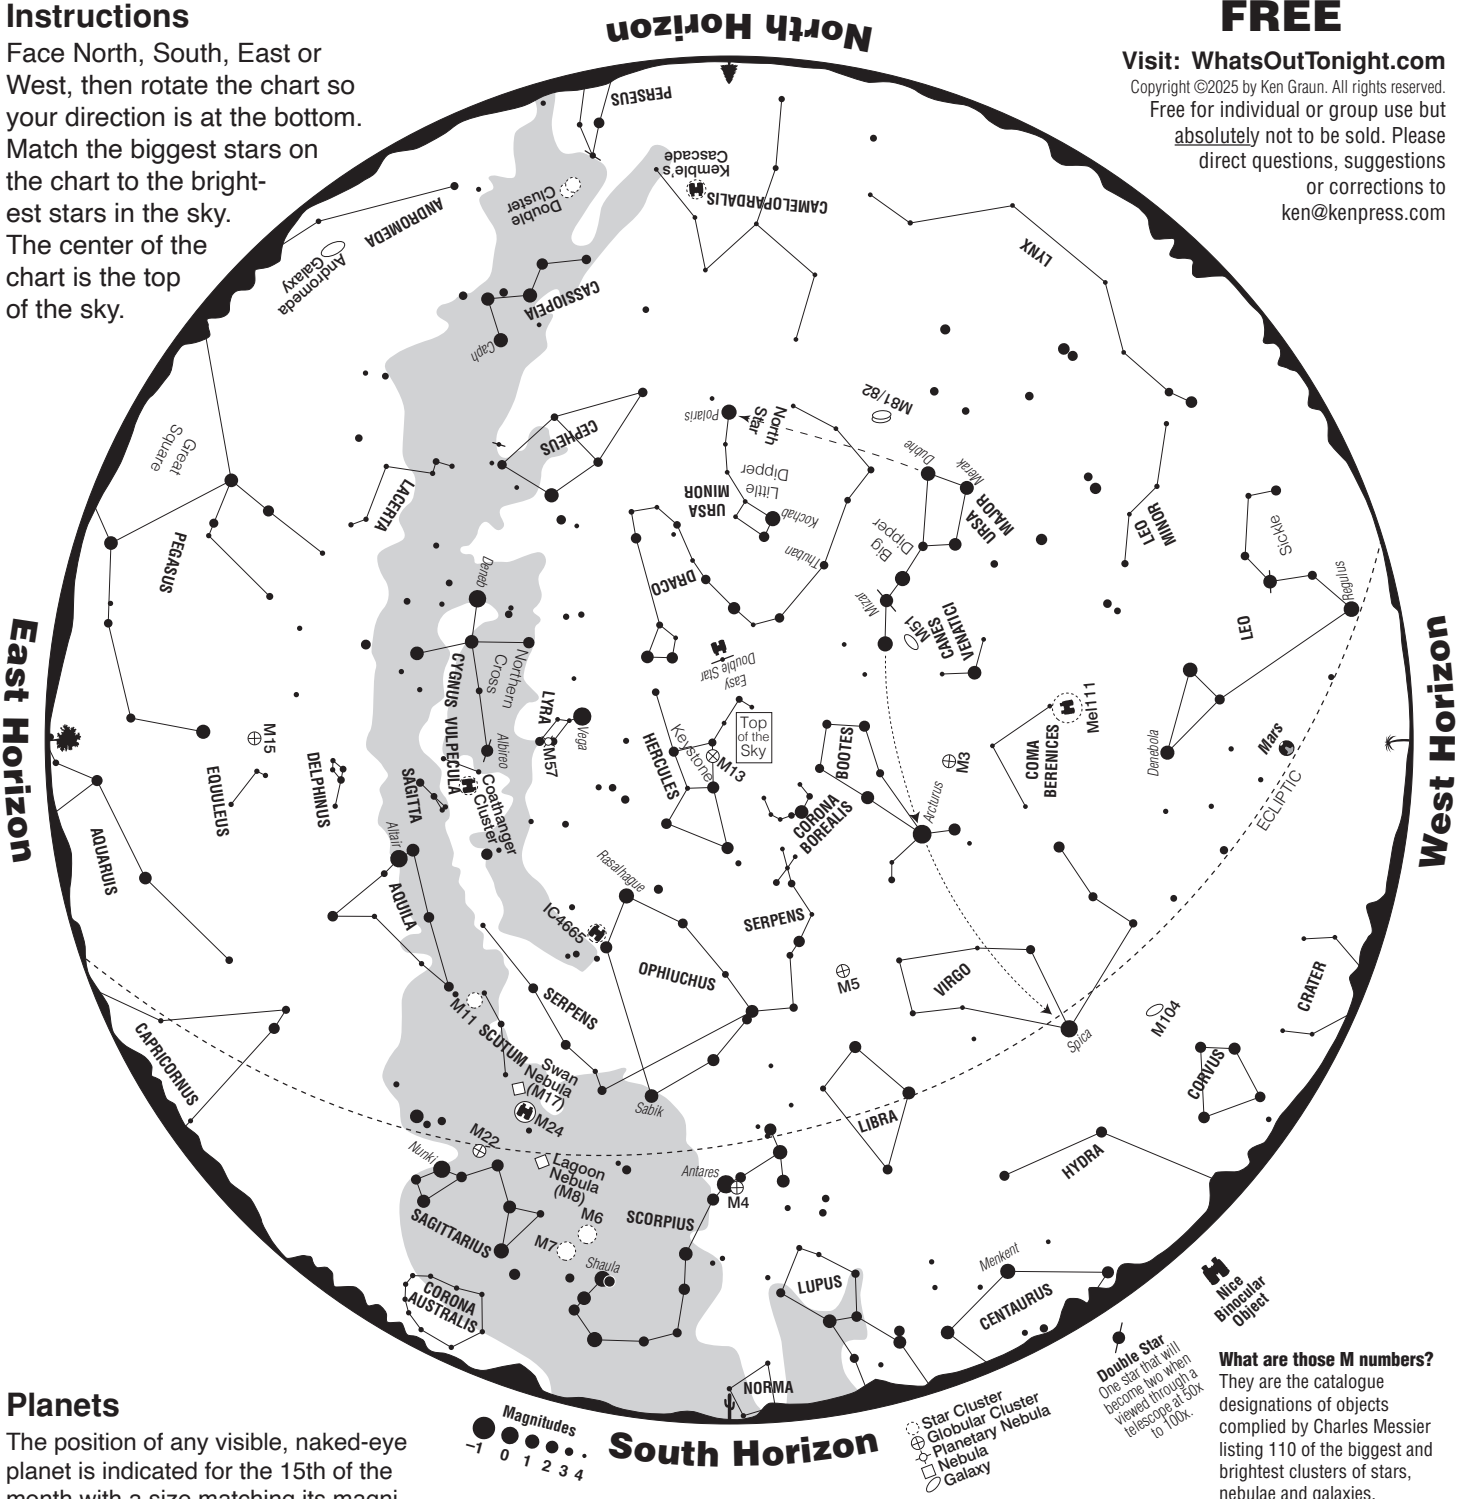 Instructions
Face North, South, East or
West, then rotate the chart so
your direction is at the bottom.
Match the biggest stars on
the chart to the bright-
est stars in the sky.
The center of the
chart is the top
of the sky.
North Horizon
FREE
Visit: WhatsOutTonight.com
Copyright ©2025 by Ken Graun. All rights reserved.
Free for individual or group use but
absolutely not to be sold. Please
direct questions, suggestions
or corrections to
ken@kenpress.com
PERSEUS
Double
Cluster
Kemble's
Cascade
CAMELOPARDALIS
ANDROMEDA
Andromeda
Galaxy
LYNX
CASSIOPEIA
Caph
Great
Square
CEPHEUS
Polaris
North
Star
M81/82
Dubhe
Merak
LACERTA
URSA
MINOR
Little
Dipper
Kochab
Thuban
Big
Dipper
URSA
MAJOR
LEO
MINOR
Sickle
Regulus
PEGASUS
DRACO
Deneb
Mizar
M51
CANES
VENATICI
LEO
East Horizon
West Horizon
CYGNUS
Northern
Cross
Easy
Double Star
Mel111
LYRA
Vega
M57
HERCULES
Keystone
M13
Top
of the
Sky
BOOTES
M3
COMA
BERENICES
Denebola
Mars
ECLIPTIC
M15
EQUULEUS
DELPHINUS
SAGITTA
VULPECULA
Albireo
Coathanger
Cluster
CORONA
BOREALIS
Arcturus
AQUARUIS
Altair
AQUILA
Rasalhague
IC4665
OPHIUCHUS
SERPENS
M5
VIRGO
Spica
M104
CRATER
CORVUS
CAPRICORNUS
M11
SCUTUM
SERPENS
Swan
Nebula
(M17)
M24
Sabik
LIBRA
HYDRA
M22
Nunki
Lagoon
Nebula
(M8)
Antares
M4
SAGITTARIUS
M6
M7
SCORPIUS
Shaula
CORONA
AUSTRALIS
LUPUS
Menkent
CENTAURUS
NORMA
South Horizon
Nice
Binocular
Object
Double Star
One star that will
become two when
viewed through a
telescope at 50x
to 100x.
Star Cluster
Globular Cluster
Planetary Nebula
Nebula
Galaxy
Magnitudes
–1 0 1 2 3 4
Planets
The position of any visible, naked-eye
planet is indicated for the 15th of the
month with a size matching its magni-
What are those M numbers?
They are the catalogue
designations of objects
complied by Charles Messier
listing 110 of the biggest and
brightest clusters of stars,
nebulae and galaxies.